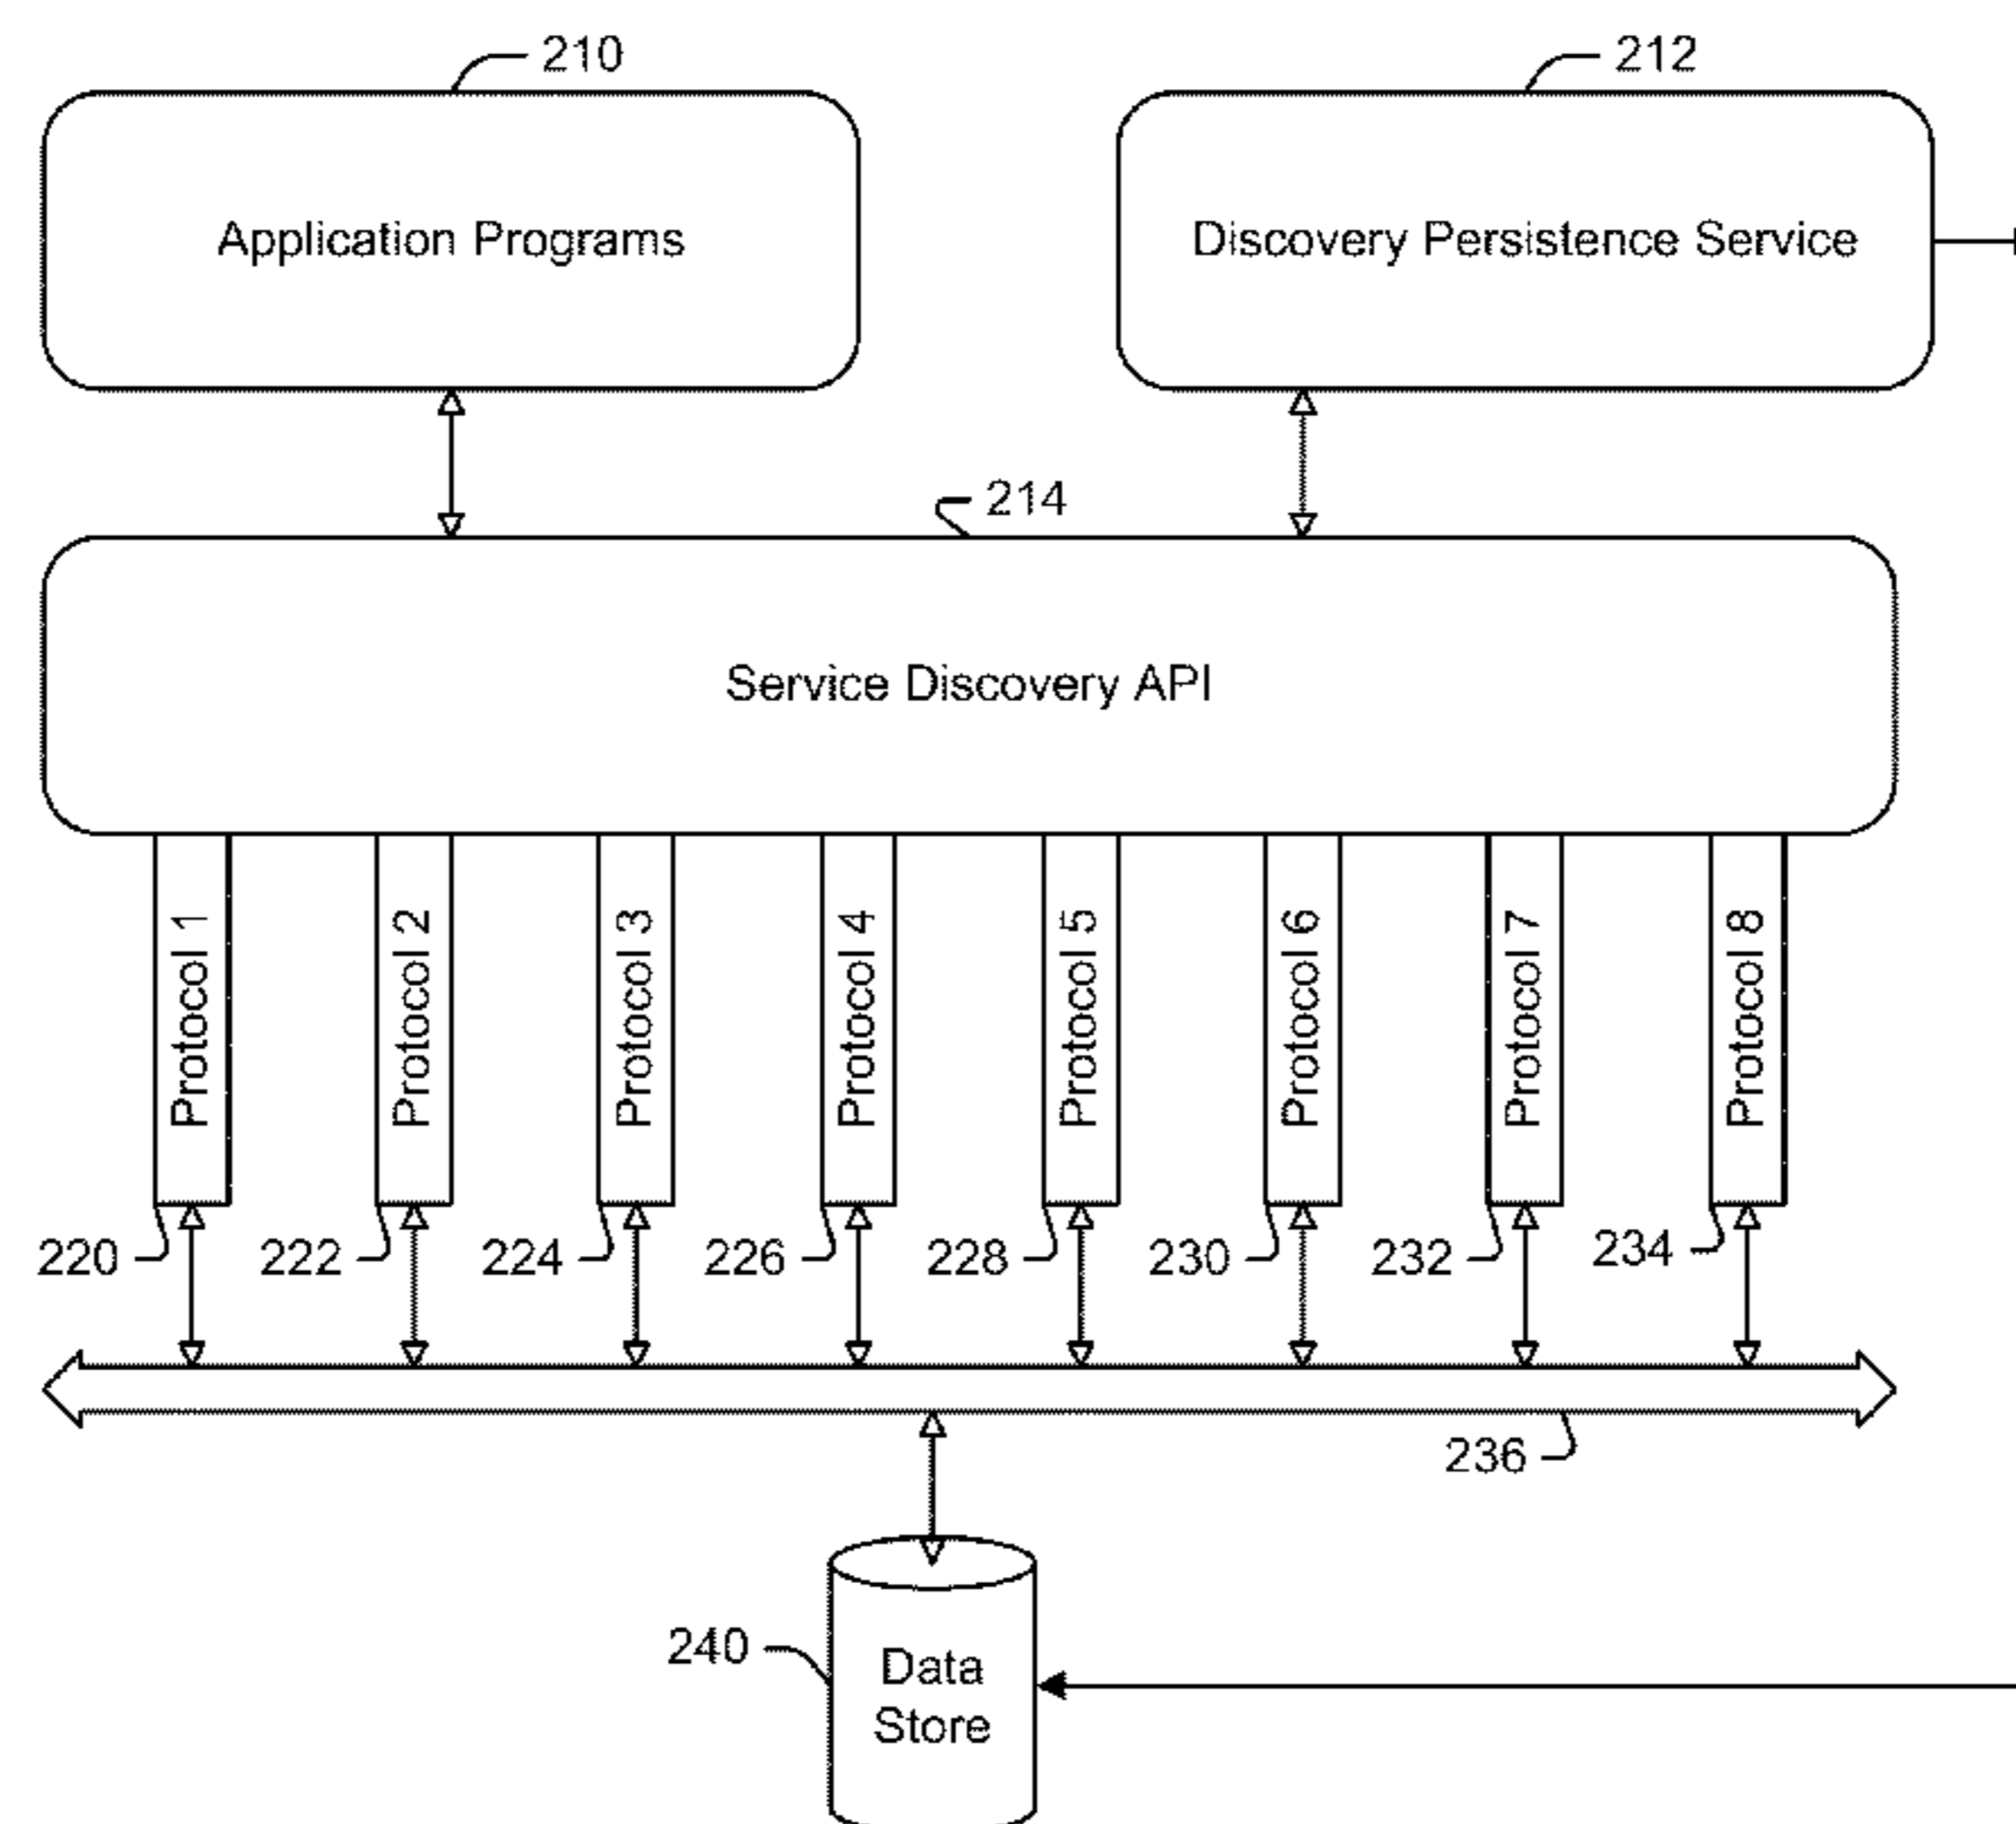 210
212
Application Programs
Discovery Persistence Service
214
Service Discovery API
Protocol 1
Protocol 2
Protocol 3
Protocol 4
Protocol 5
Protocol 6
Protocol 7
Protocol 8
220
222
224
226
228
230
232
234
236
240
Data
Store